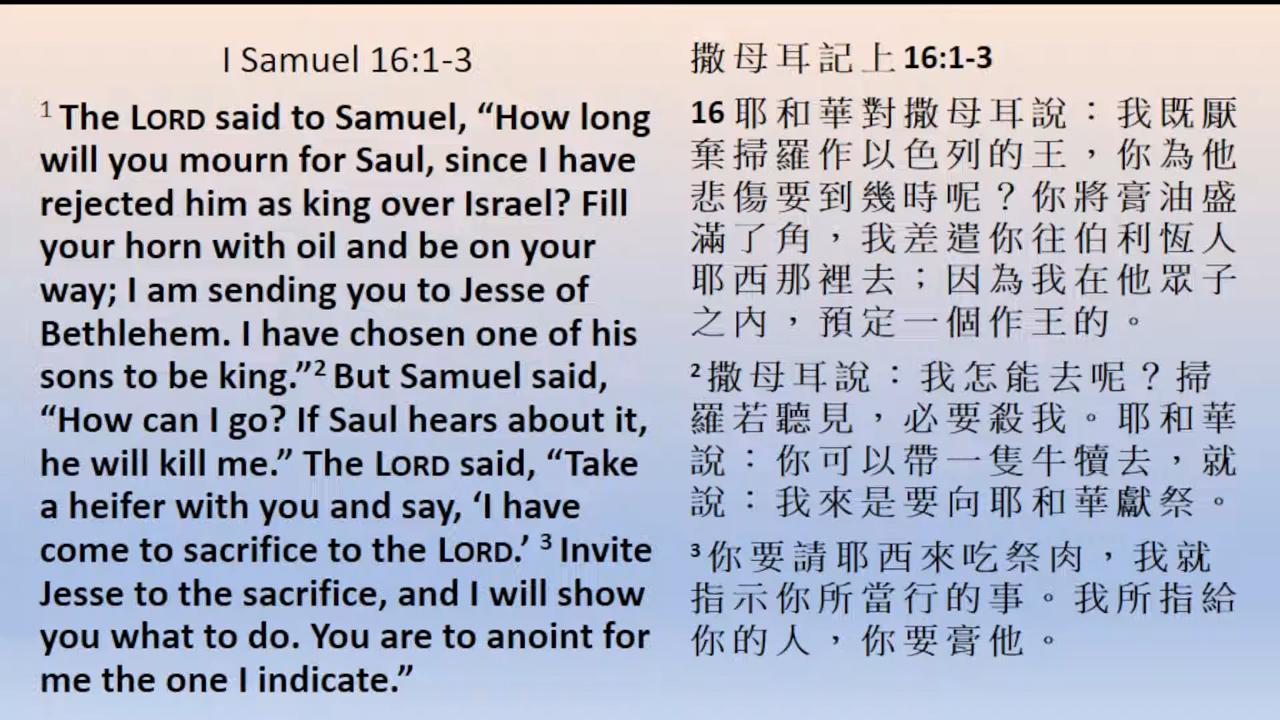 I Samuel 16:1-3
1 The LORD said to Samuel, “How long
will you mourn for Saul, since I have
rejected him as king over Israel? Fill
your horn with oil and be on your
way; I am sending you to Jesse of
Bethlehem. I have chosen one of his
sons to be king.”2 But Samuel said,
“How can I go? If Saul hears about it,
he will kill me.” The LORD said, “Take
a heifer with you and say, ‘I have
come to sacrifice to the LORD.’ 3 Invite
Jesse to the sacrifice, and I will show
you what to do. You are to anoint for
me the one I indicate.”
撒母耳記上 16:1-3
16 耶和華對撒母耳說：我既厭
棄掃羅作以色列的王，你為他
悲傷要到幾時呢？你將膏油盛
滿了角，我差遣你往伯利恆人
耶西那裡去；因為我在他眾子
之內，預定一個作王的。
2 撒母耳說：我怎能去呢？掃
羅若聽見，必要殺我。耶和華
說：你可以帶一隻牛犢去，就
說：我來是要向耶和華獻祭。
3 你要請耶西來吃祭肉，我就
指示你所當行的事。我所指給
你的人，你要膏他。